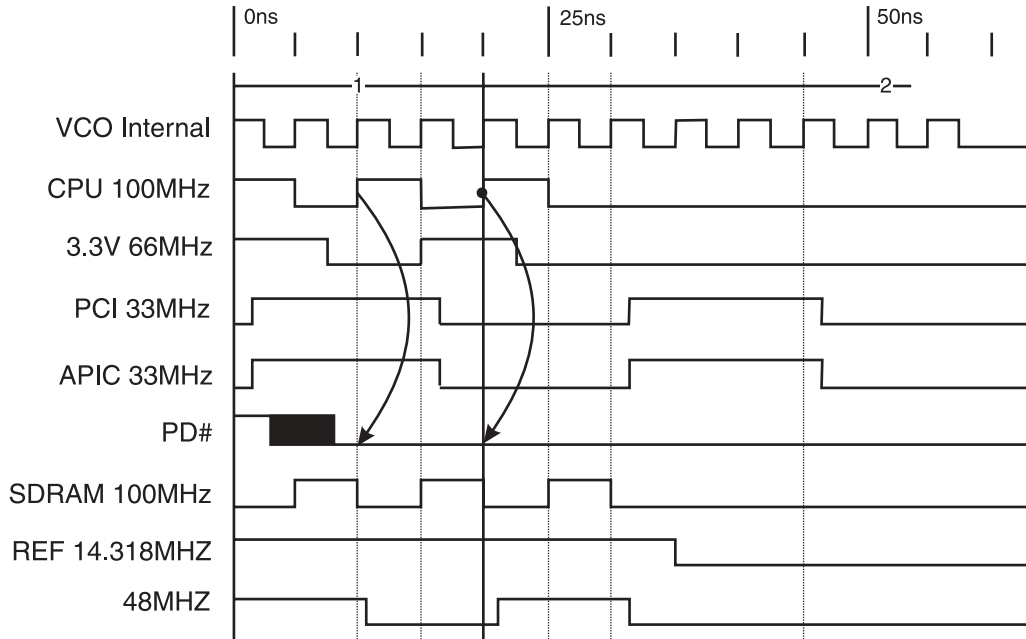 0ns 25ns 50ns
1 2
VCO Internal
CPU 100MHz
3.3V 66MHz
PCI 33MHz
APIC 33MHz
PD#
SDRAM 100MHz
REF 14.318MHZ
48MHZ